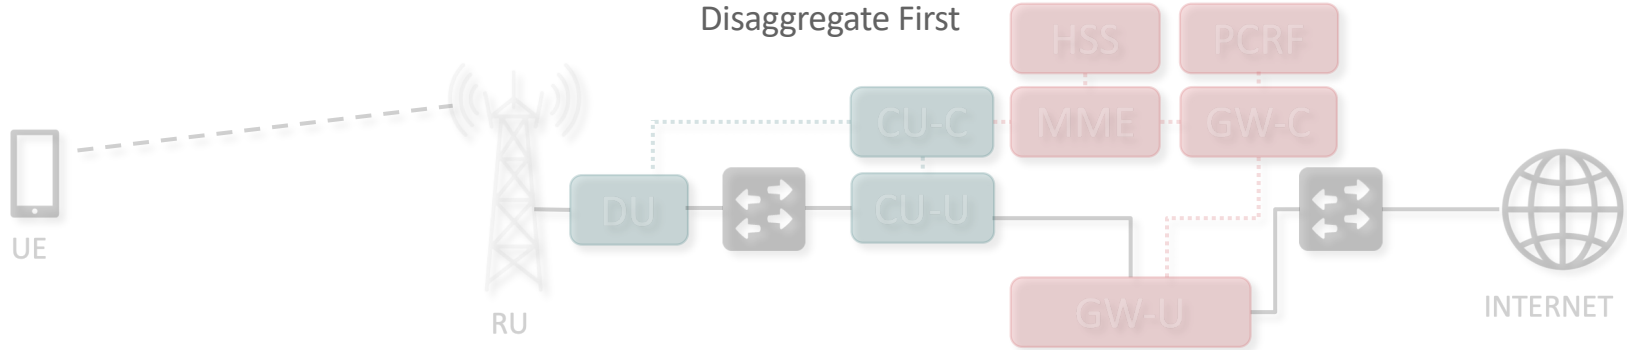 Disaggregate First
HSS
PCRF
CU-C
MME
GW-C
DU
CU-U
UE
GW-U
RU
INTERNET